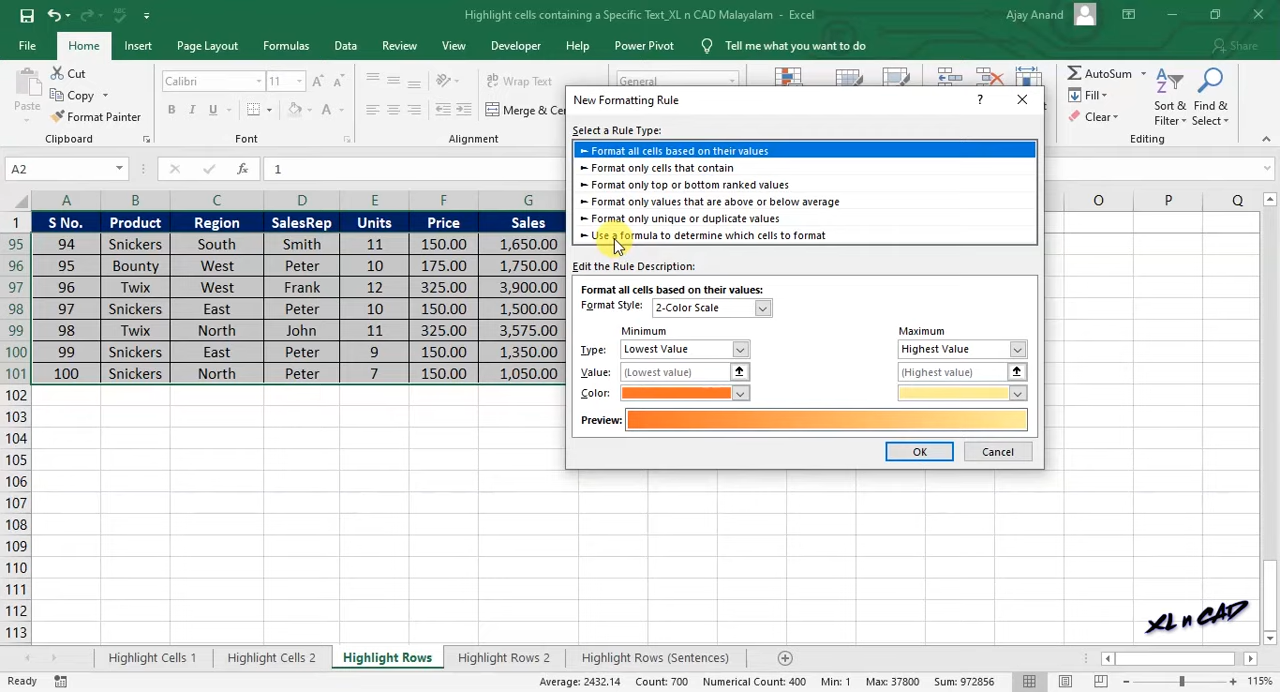 Highlight cells containing a Specific Text_XL n CAD Malayalam - Excel
Ajay Anand
File Home Insert Page Layout Formulas Data Review View Developer Help Power Pivot Tell me what you want to do Share
Paste
Cut
Copy
Format Painter
Clipboard
Calibri 11
B I U
Font
Wrap Text
Merge & Cen
Alignment
General
AutoSum
Fill
Clear
Sort & Filter
Find & Select
Editing
A2 fx 1
A B C D E F G O P Q
1 S No. Product Region SalesRep Units Price Sales
95 94 Snickers South Smith 11 150.00 1,650.00
96 95 Bounty West Peter 10 175.00 1,750.00
97 96 Twix West Frank 12 325.00 3,900.00
98 97 Snickers East Peter 10 150.00 1,500.00
99 98 Twix North John 11 325.00 3,575.00
100 99 Snickers East Peter 9 150.00 1,350.00
101 100 Snickers North Peter 7 150.00 1,050.00
102
103
104
105
106
107
108
109
110
111
112
113
New Formatting Rule ?
Select a Rule Type:
► Format all cells based on their values
► Format only cells that contain
► Format only top or bottom ranked values
► Format only values that are above or below average
► Format only unique or duplicate values
► Use a formula to determine which cells to format
Edit the Rule Description:
Format all cells based on their values:
Format Style: 2-Color Scale
Minimum Maximum
Type: Lowest Value Highest Value
Value: (Lowest value) (Highest value)
Color:
Preview:
OK Cancel
XL n CAD
Highlight Cells 1 Highlight Cells 2 Highlight Rows Highlight Rows 2 Highlight Rows (Sentences)
Ready Average: 2432.14 Count: 700 Numerical Count: 400 Min: 1 Max: 37800 Sum: 972856 115%